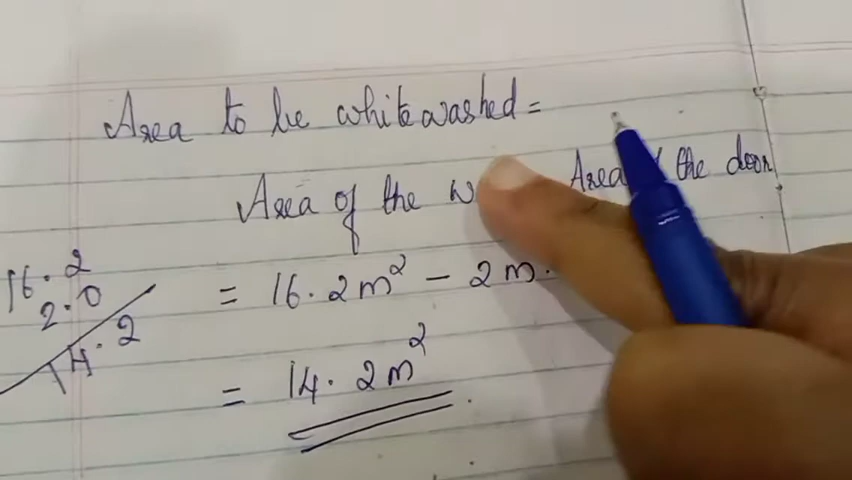 Area to be whitewashed =
Area of the Area the door
= 16.2m² - 2m.
= 14.2m²
16.2
2.0
14.2